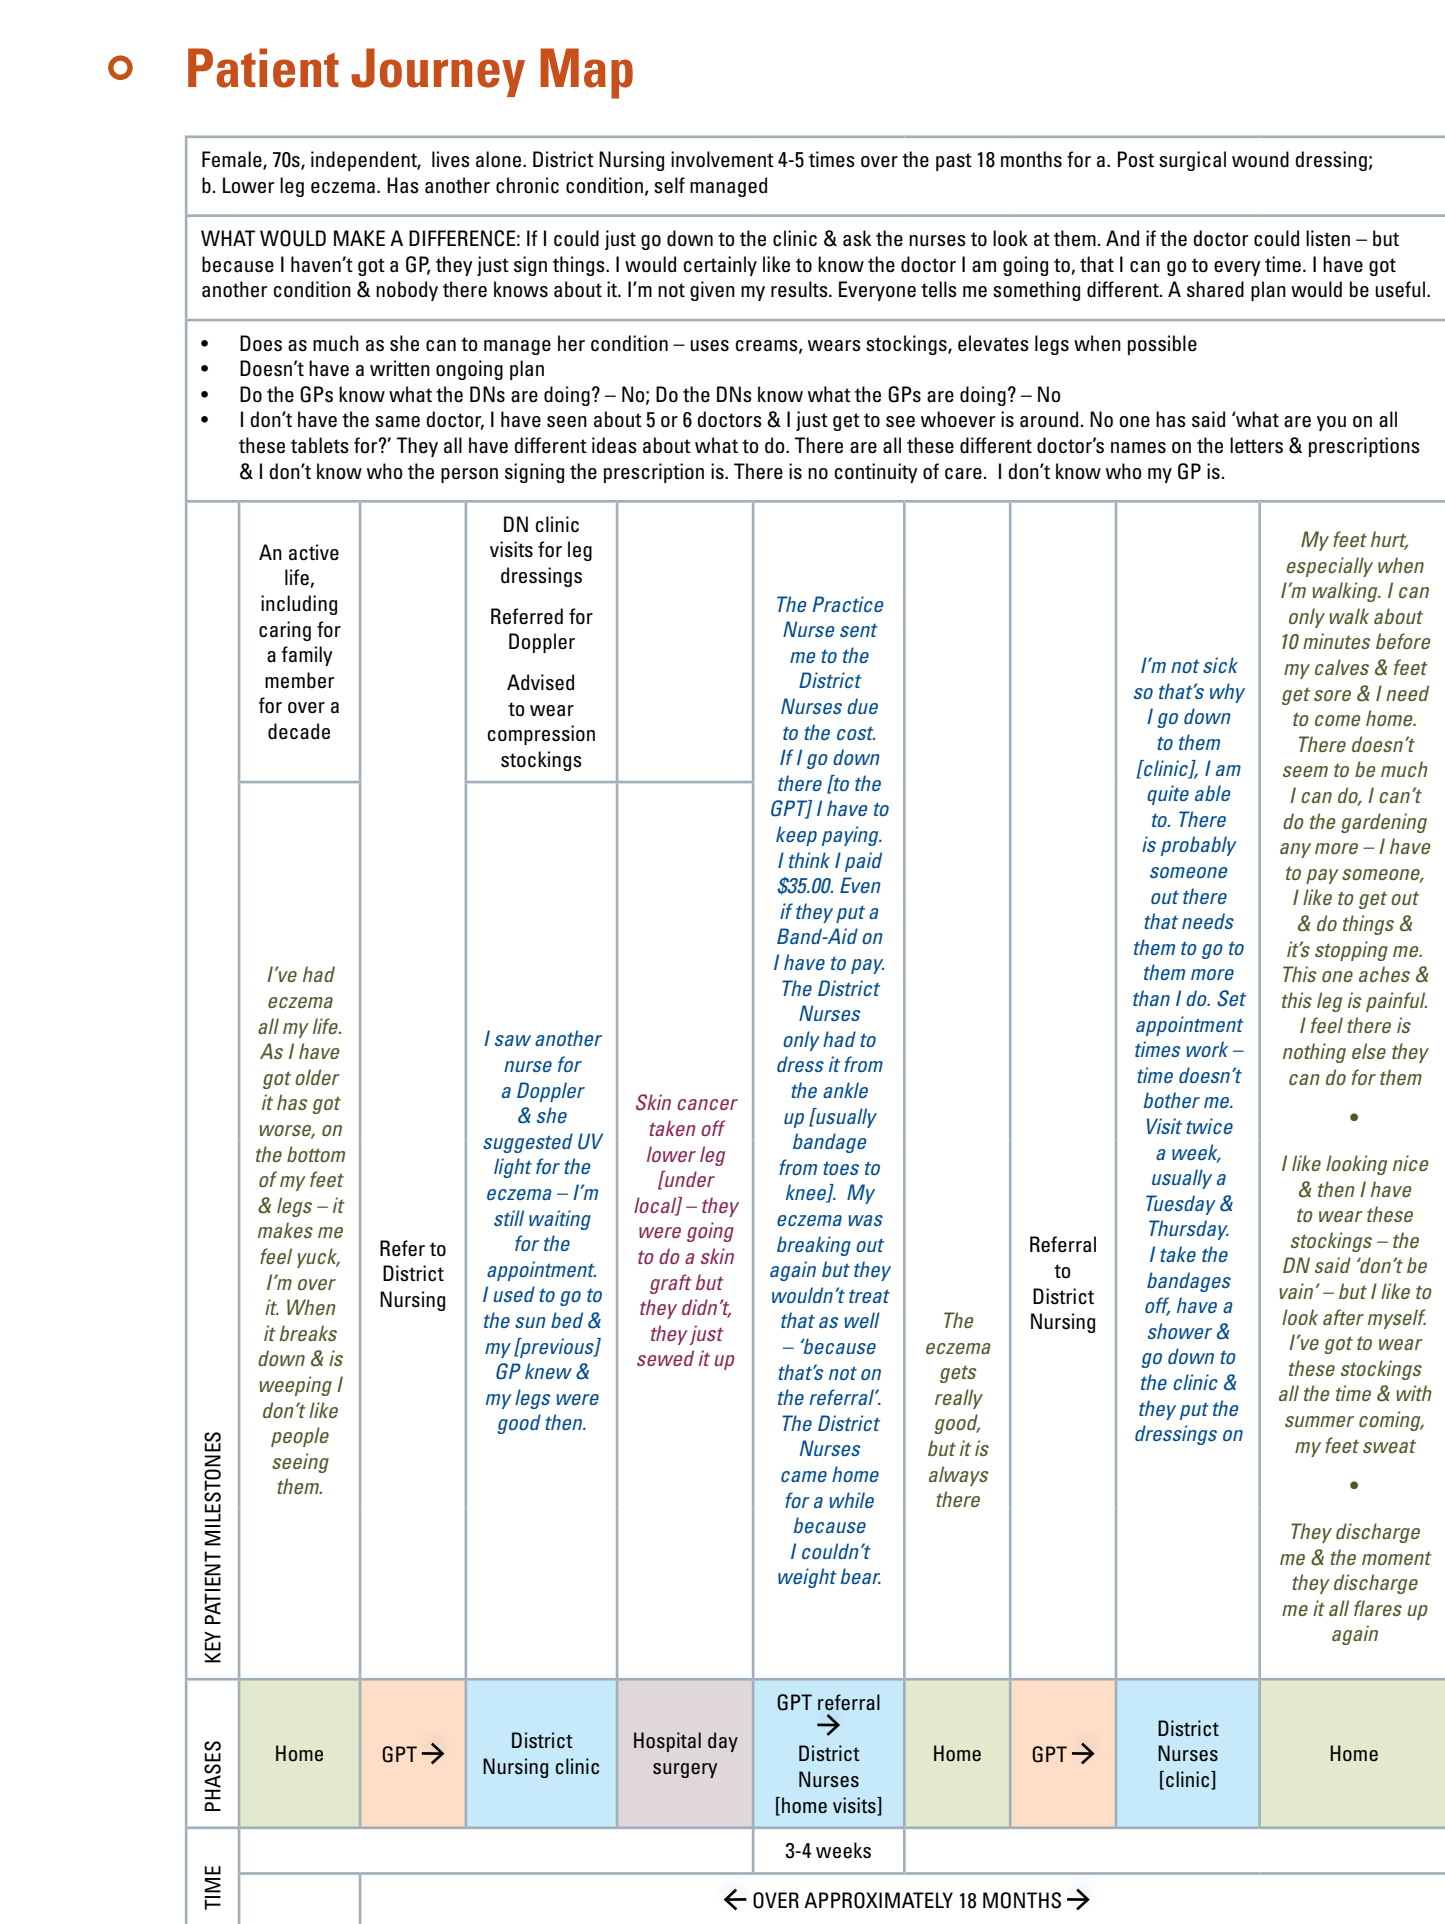 Patient Journey Map
Female, 70s, independent,  lives alone. District Nursing involvement 4-5 times over the past 18 months for a. Post surgical wound dressing;
b. Lower leg eczema. Has another chronic condition, self managed
WHAT WOULD MAKE A DIFFERENCE: If I could just go down to the clinic & ask the nurses to look at them. And if the doctor could listen – but
because I haven't got a GP, they just sign things. I would certainly like to know the doctor I am going to, that I can go to every time. I have got
another condition & nobody there knows about it. I'm not given my results. Everyone tells me something different. A shared plan would be useful.
• Does as much as she can to manage her condition – uses creams, wears stockings, elevates legs when possible
• Doesn't have a written ongoing plan
• Do the GPs know what the DNs are doing? – No; Do the DNs know what the GPs are doing? – No
• I don't have the same doctor, I have seen about 5 or 6 doctors & I just get to see whoever is around. No one has said 'what are you on all
these tablets for?' They all have different ideas about what to do. There are all these different doctor's names on the letters & prescriptions
& I don't know who the person signing the prescription is. There is no continuity of care.  I don't know who my GP is.
KEY PATIENT MILESTONES
An active
life,
including
caring for
a family
member
for over a
decade
I've had
eczema
all my life.
As I have
got older
it has got
worse, on
the bottom
of my feet
& legs – it
makes me
feel yuck,
I'm over
it. When
it breaks
down & is
weeping I
don't like
people
seeing
them.
Refer to
District
Nursing
DN clinic
visits for leg
dressings
Referred for
Doppler
Advised
to wear
compression
stockings
I saw another
nurse for
a Doppler
& she
suggested UV
light for the
eczema – I'm
still waiting
for the
appointment.
I used to go to
the sun bed &
my [previous]
GP knew &
my legs were
good then.
Skin cancer
taken off
lower leg
[under
local] – they
were going
to do a skin
graft but
they didn't,
they just
sewed it up
The Practice
Nurse sent
me to the
District
Nurses due
to the cost.
If I go down
there [to the
GPT] I have to
keep paying.
I think I paid
$35.00. Even
if they put a
Band-Aid on
I have to pay.
The District
Nurses
only had to
dress it from
the ankle
up [usually
bandage
from toes to
knee].  My
eczema was
breaking out
again but they
wouldn't treat
that as well
– 'because
that's not on
the referral'.
The District
Nurses
came home
for a while
because
I couldn't
weight bear.
The
eczema
gets
really
good,
but it is
always
there
Referral
to
District
Nursing
I'm not sick
so that's why
I go down
to them
[clinic], I am
quite able
to. There
is probably
someone
out there
that needs
them to go to
them more
than I do. Set
appointment
times work –
time doesn't
bother me.
Visit twice
a week,
usually a
Tuesday &
Thursday.
I take the
bandages
off, have a
shower &
go down to
the clinic &
they put the
dressings on
My feet hurt,
especially when
I'm walking. I can
only walk about
10 minutes before
my calves & feet
get sore & I need
to come home.
There doesn't
seem to be much
I can do, I can't
do the gardening
any more – I have
to pay someone,
I like to get out
& do things &
it's stopping me.
This one aches &
this leg is painful.
I feel there is
nothing else they
can do for them
•
I like looking nice
& then I have
to wear these
stockings – the
DN said 'don't be
vain' – but I like to
look after myself.
I've got to wear
these stockings
all the time & with
summer coming,
my feet sweat
•
They discharge
me & the moment
they discharge
me it all flares up
again
PHASES
Home
GPT →
District
Nursing clinic
Hospital day
surgery
GPT referral
→
District
Nurses
[home visits]
Home
GPT →
District
Nurses
[clinic]
Home
TIME
3-4 weeks
← OVER APPROXIMATELY 18 MONTHS →